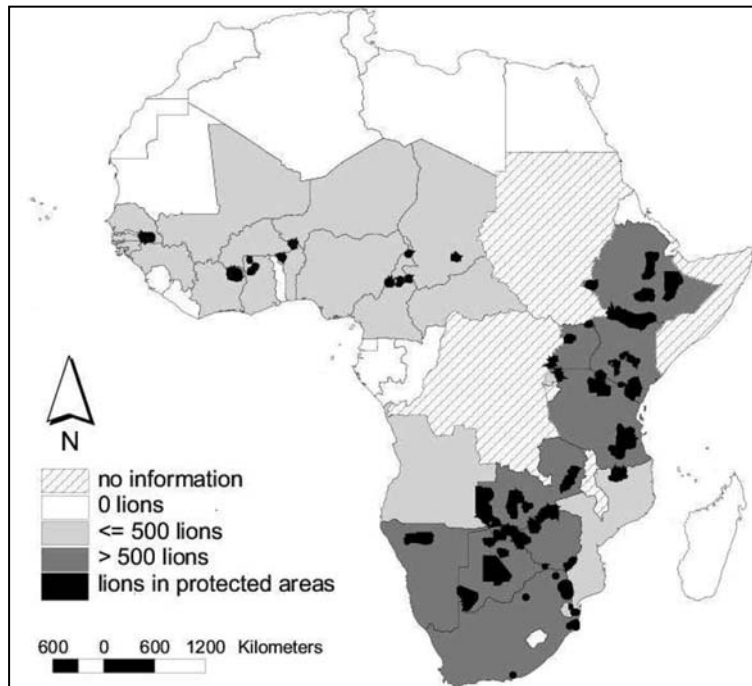 N
no information
0 lions
<= 500 lions
> 500 lions
lions in protected areas
600 0 600 1200 Kilometers